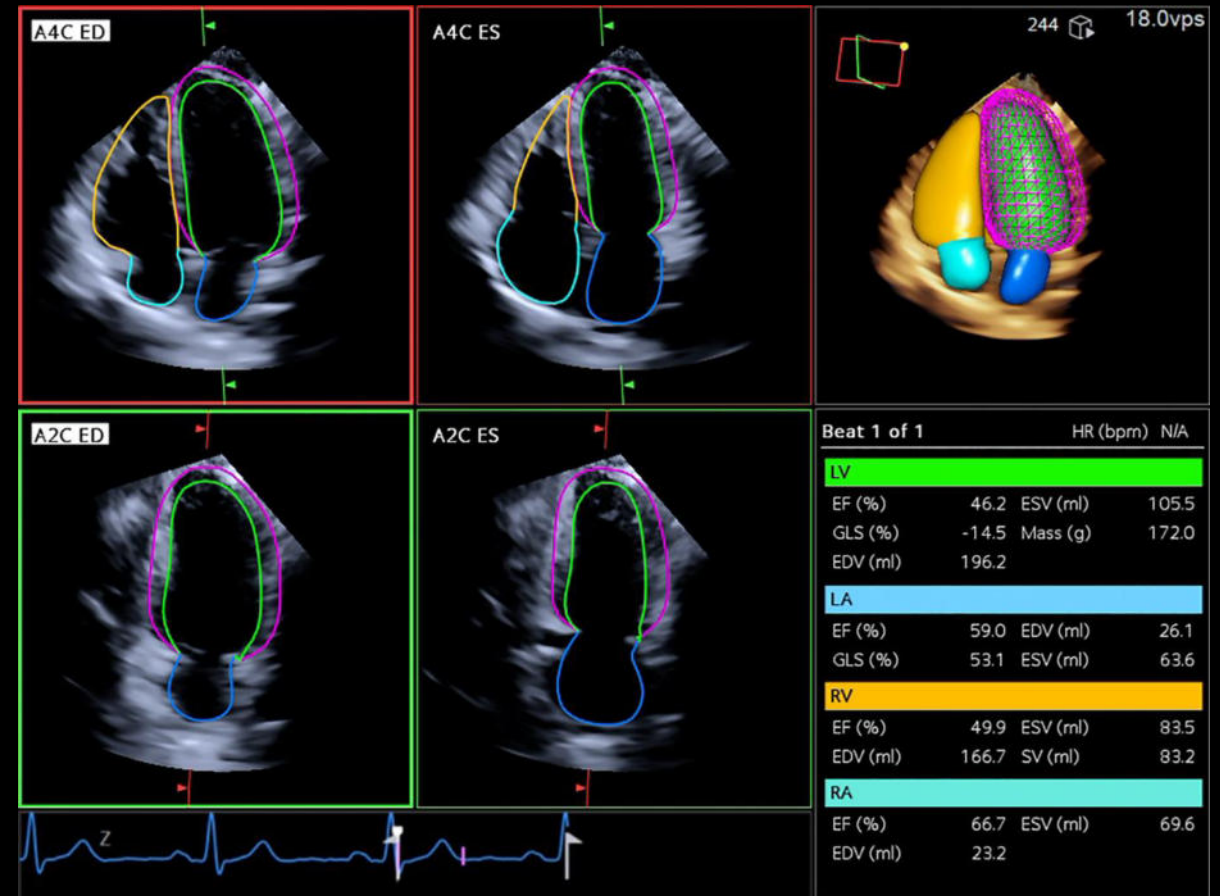 A4C ED
A4C ES
244
18.0vps
A2C ED
A2C ES
Beat 1 of 1 HR (bpm) N/A
LV
EF (%) 46.2 ESV (ml) 105.5
GLS (%) -14.5 Mass (g) 172.0
EDV (ml) 196.2
LA
EF (%) 59.0 EDV (ml) 26.1
GLS (%) 53.1 ESV (ml) 63.6
RV
EF (%) 49.9 ESV (ml) 83.5
EDV (ml) 166.7 SV (ml) 83.2
RA
EF (%) 66.7 ESV (ml) 69.6
EDV (ml) 23.2
Z